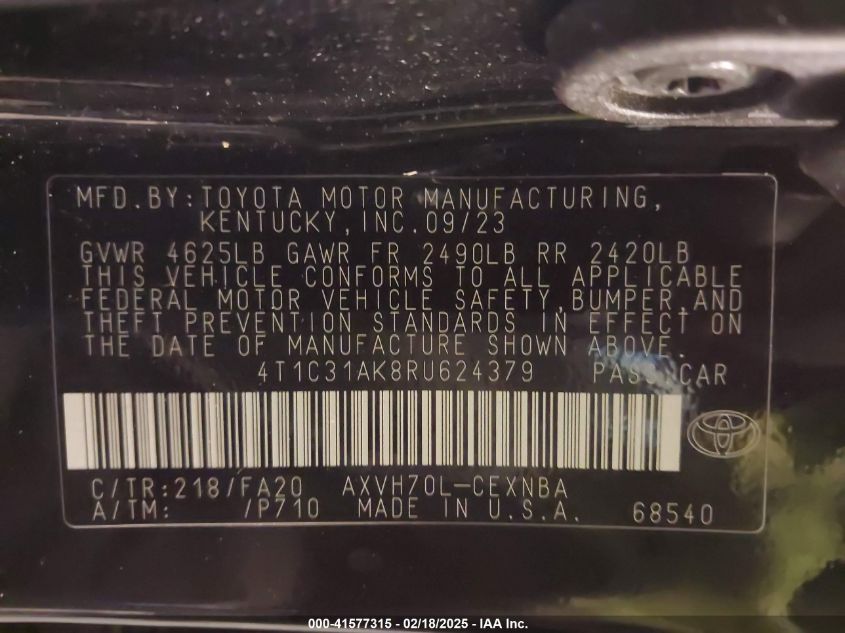 MFD.BY:TOYOTA MOTOR MANUFACTURING,
KENTUCKY,INC.09/23
GVWR 4625LB GAWR FR 2490LB RR 2420LB
THIS VEHICLE CONFORMS TO ALL APPLICABLE
FEDERAL MOTOR VEHICLE SAFETY,BUMPER,AND
THEFT PREVENTION STANDARDS IN EFFECT ON
THE DATE OF MANUFACTURE SHOWN ABOVE.
4T1C31AK8RU624379 PASS.CAR
C/TR:218/FA20 AXVH70L-CEXNBA
A/TM: /P710 MADE IN U.S.A. 68540
000-41577315 - 02/18/2025 - IAA Inc.